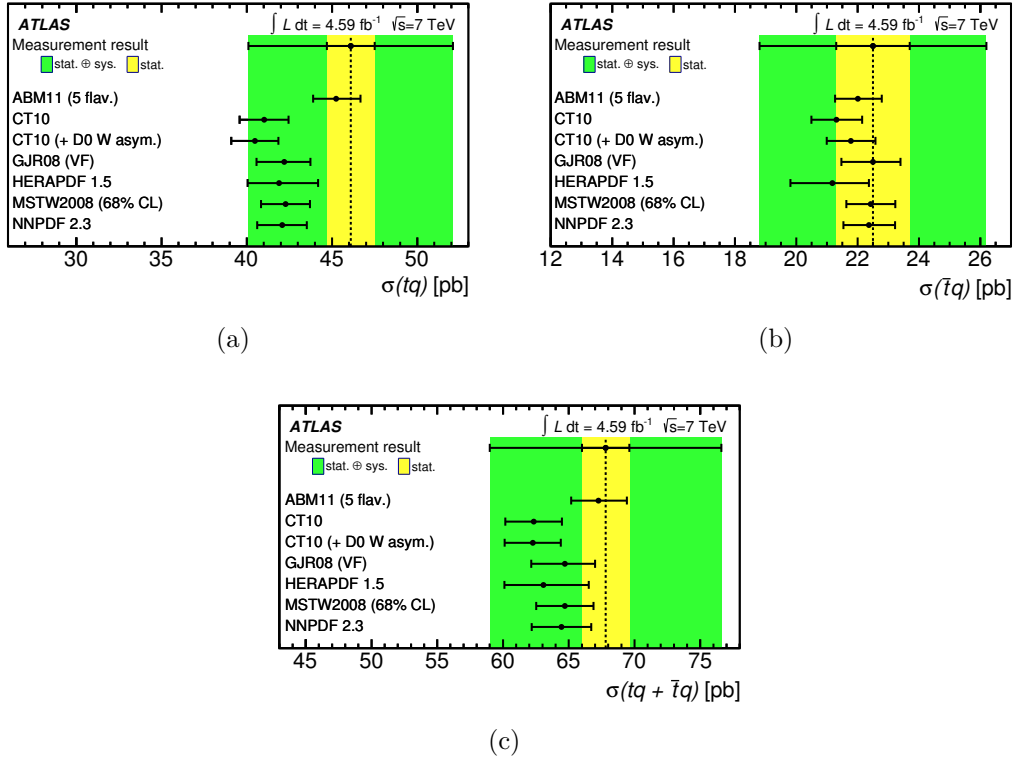 ATLAS
∫ L dt = 4.59 fb⁻¹ √s=7 TeV
Measurement result
stat. ⊕ sys. stat.
ABM11 (5 flav.)
CT10
CT10 (+ D0 W asym.)
GJR08 (VF)
HERAPDF 1.5
MSTW2008 (68% CL)
NNPDF 2.3
30 35 40 45 50
σ(tq) [pb]
(a)
ATLAS
∫ L dt = 4.59 fb⁻¹ √s=7 TeV
Measurement result
stat. ⊕ sys. stat.
ABM11 (5 flav.)
CT10
CT10 (+ D0 W asym.)
GJR08 (VF)
HERAPDF 1.5
MSTW2008 (68% CL)
NNPDF 2.3
12 14 16 18 20 22 24 26
σ(t̄q) [pb]
(b)
ATLAS
∫ L dt = 4.59 fb⁻¹ √s=7 TeV
Measurement result
stat. ⊕ sys. stat.
ABM11 (5 flav.)
CT10
CT10 (+ D0 W asym.)
GJR08 (VF)
HERAPDF 1.5
MSTW2008 (68% CL)
NNPDF 2.3
45 50 55 60 65 70 75
σ(tq + t̄q) [pb]
(c)